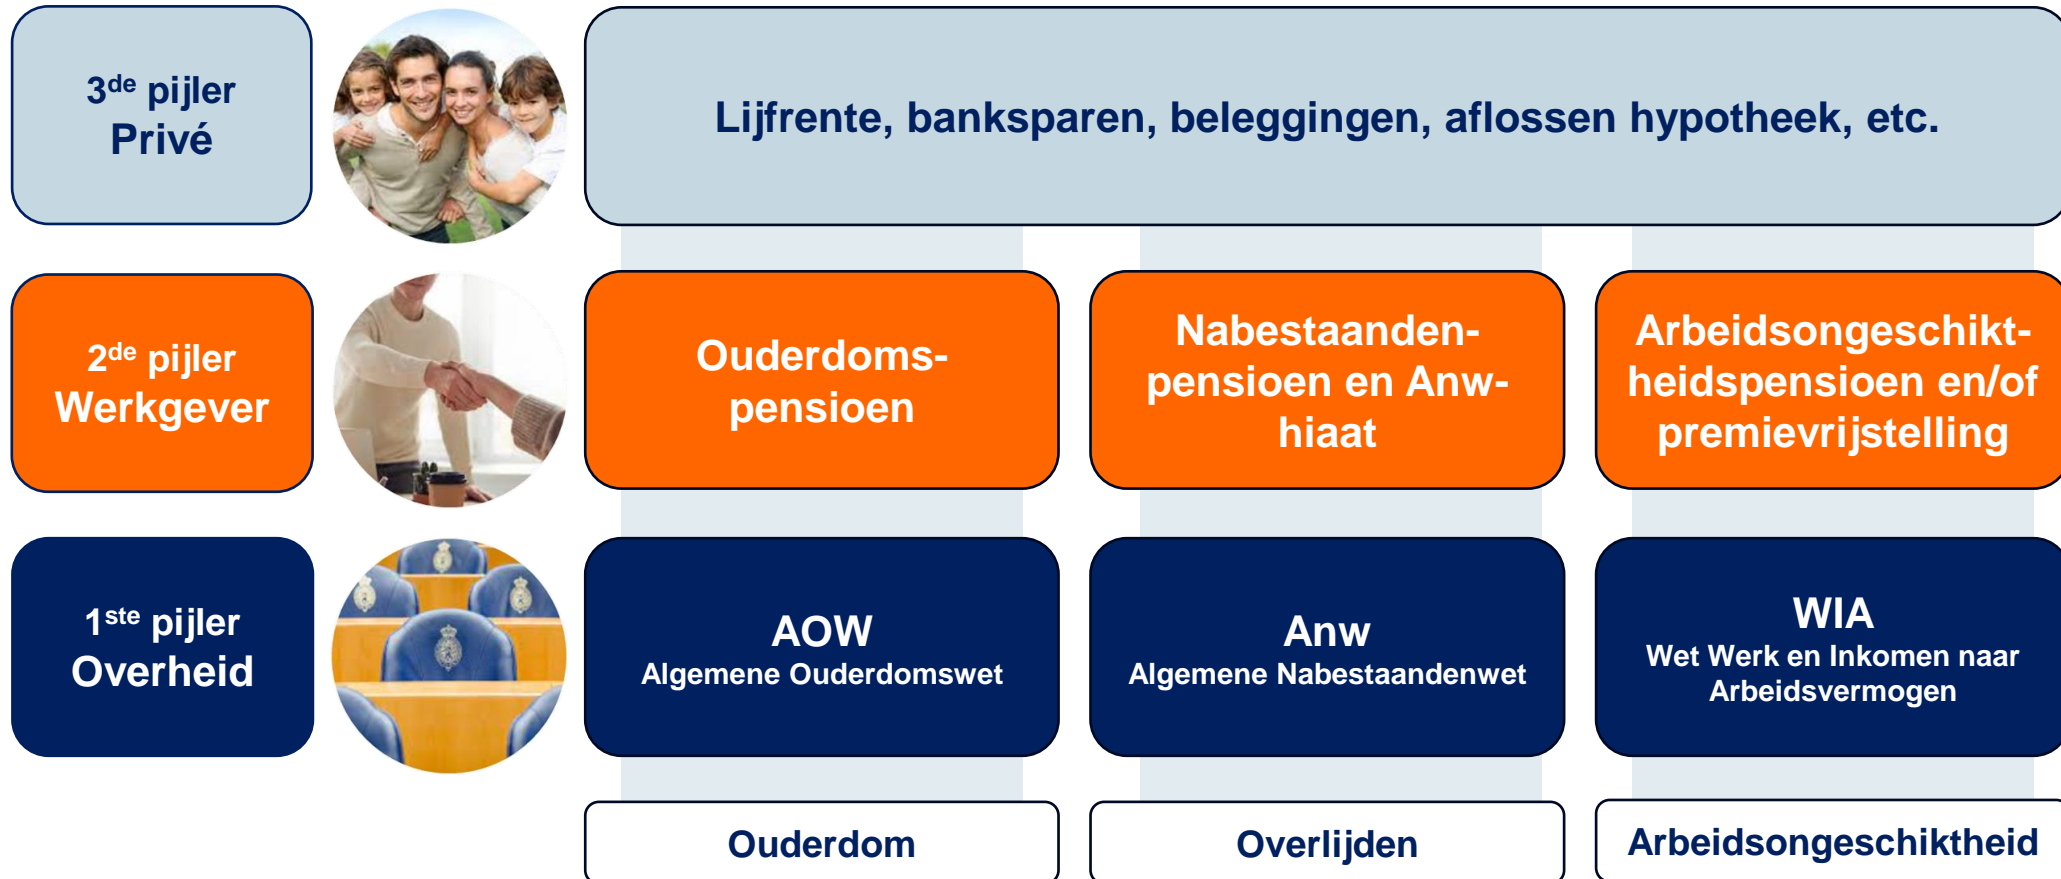 3de pijler
Privé
Lijfrente, banksparen, beleggingen, aflossen hypotheek, etc.
2de pijler
Werkgever
Ouderdoms-
pensioen
Nabestaanden-
pensioen en Anw-
hiaat
Arbeidsongeschikt-
heidspensioen en/of
premievrijstelling
1ste pijler
Overheid
AOW
Algemene Ouderdomswet
Anw
Algemene Nabestaandenwet
WIA
Wet Werk en Inkomen naar
Arbeidsvermogen
Ouderdom
Overlijden
Arbeidsongeschiktheid